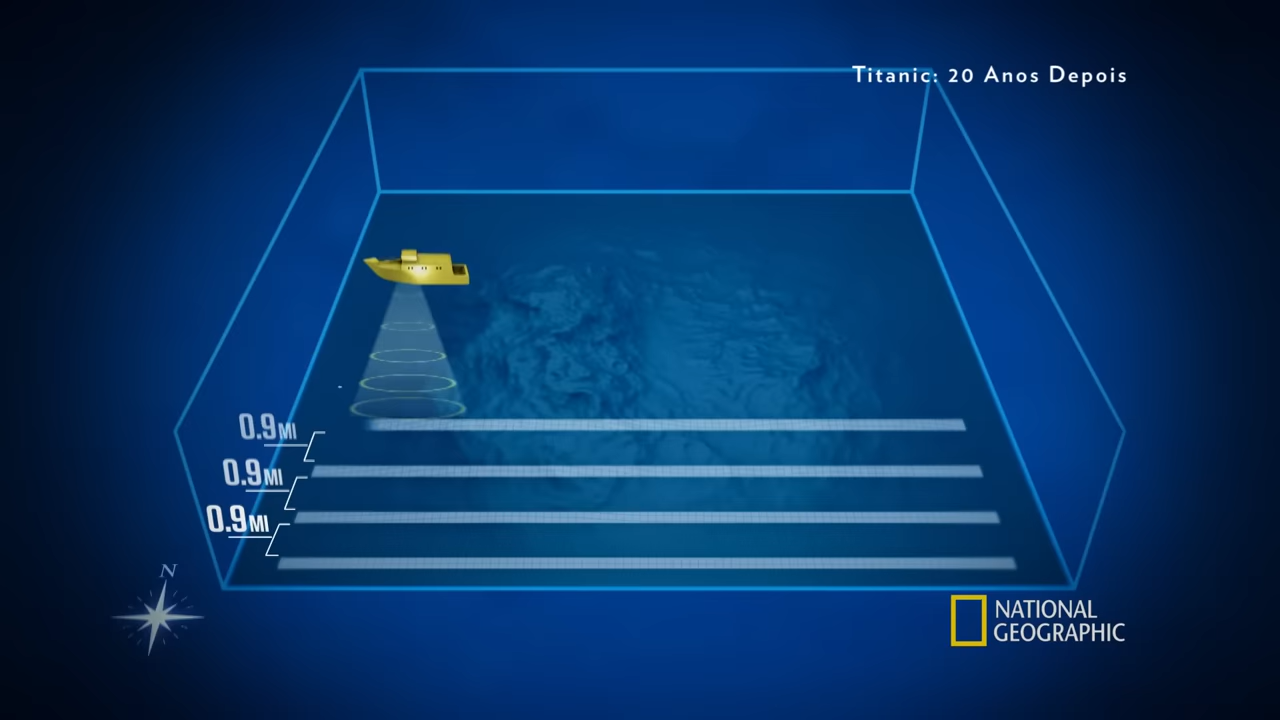 Titanic: 20 Anos Depois
0.9MI
0.9MI
0.9MI
N
NATIONAL
GEOGRAPHIC